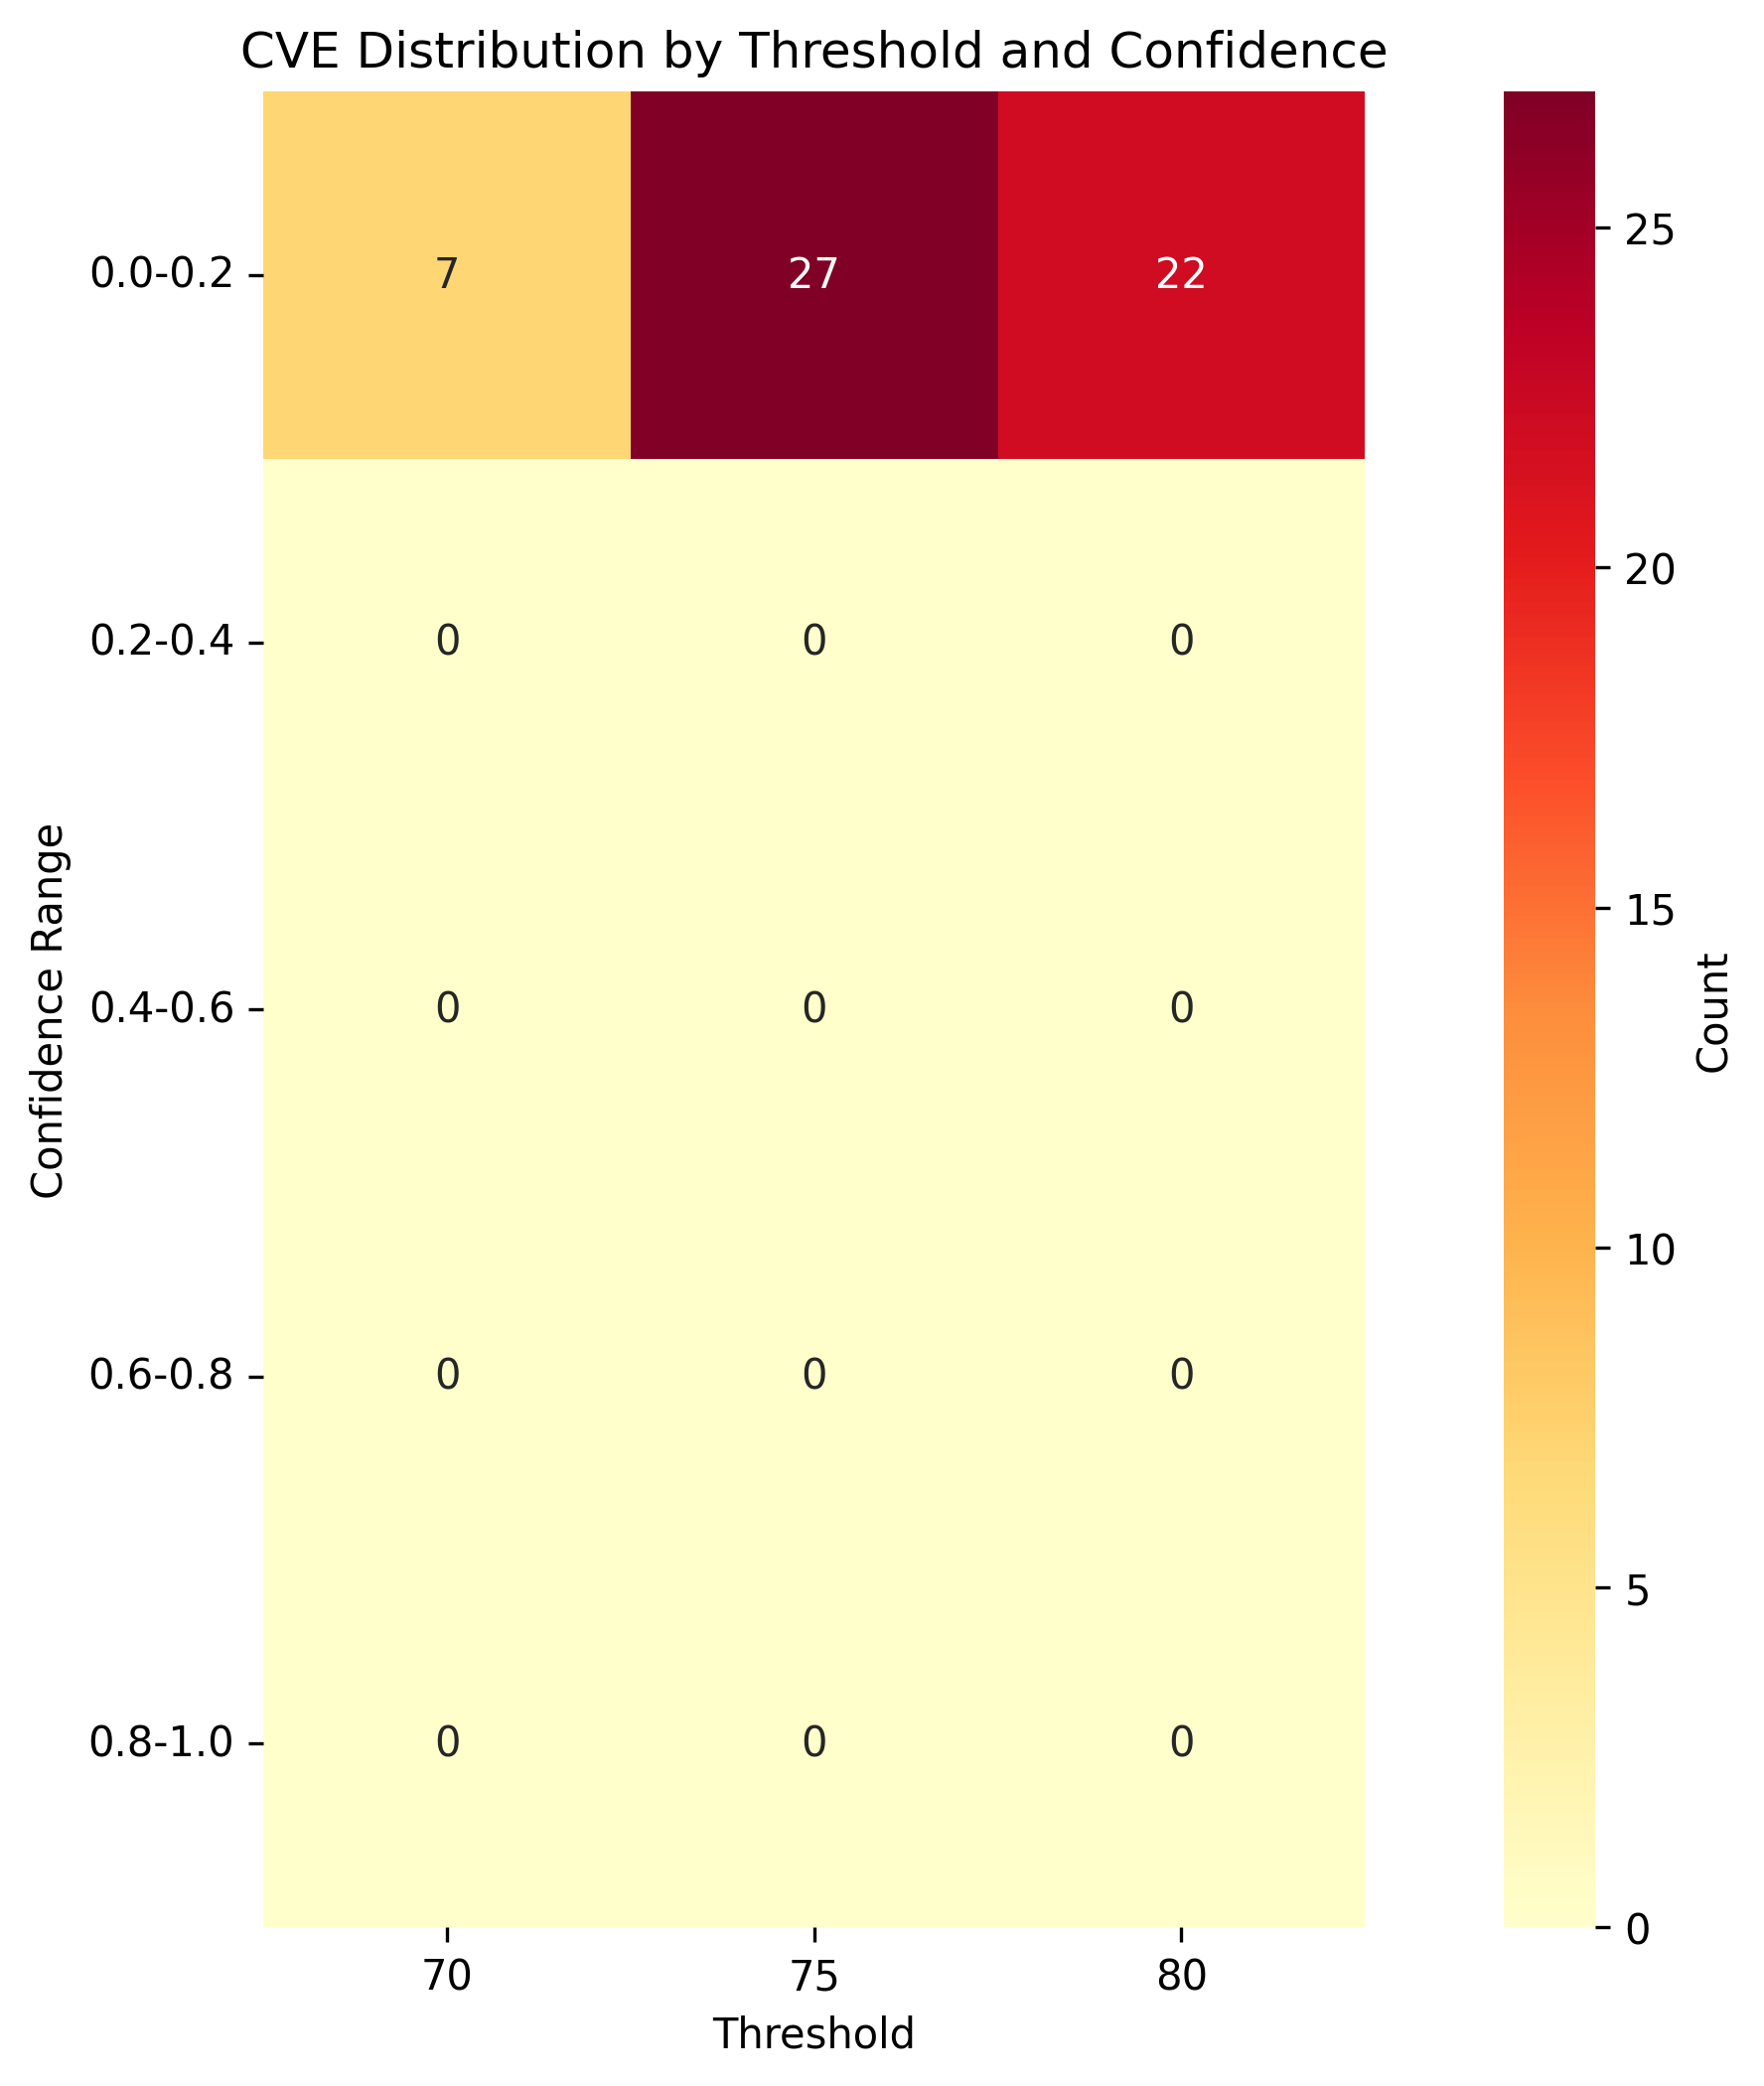 CVE Distribution by Threshold and Confidence
0.0-0.2 7 27 22
0.2-0.4 0 0 0
0.4-0.6 0 0 0
0.6-0.8 0 0 0
0.8-1.0 0 0 0
70 75 80
Threshold
Confidence Range
25
20
15
10
5
0
Count